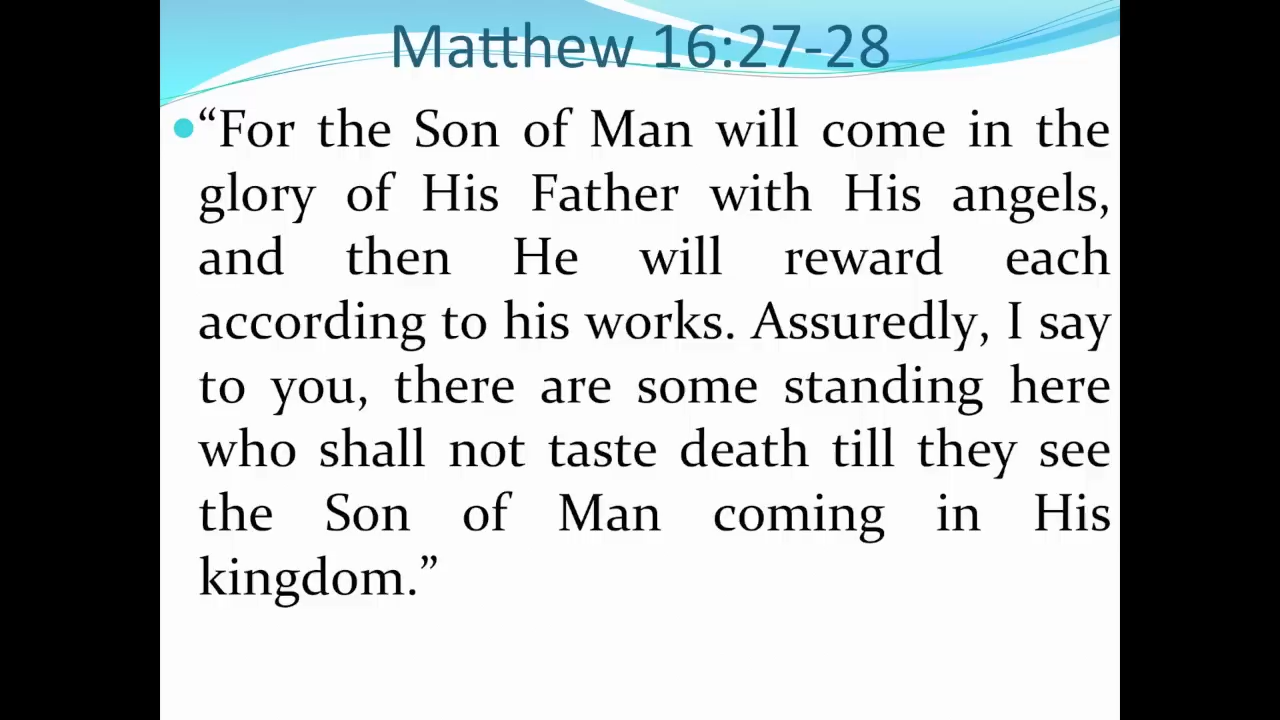 Matthew 16:27-28
“For the Son of Man will come in the
glory of His Father with His angels,
and then He will reward each
according to his works. Assuredly, I say
to you, there are some standing here
who shall not taste death till they see
the Son of Man coming in His
kingdom.”